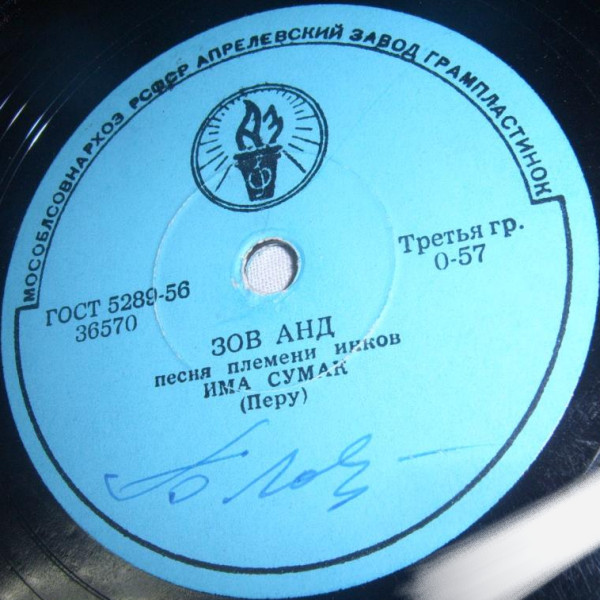 МОСОБЛСОВНАРХОЗ РСФСР АПРЕЛЕВСКИЙ ЗАВОД ГРАМПЛАСТИНОК
АЗГ
ГОСТ 5289-56
36570
Третья гр.
0-57
ЗОВ АНД
песня племени инков
ИМА СУМАК
(Перу)